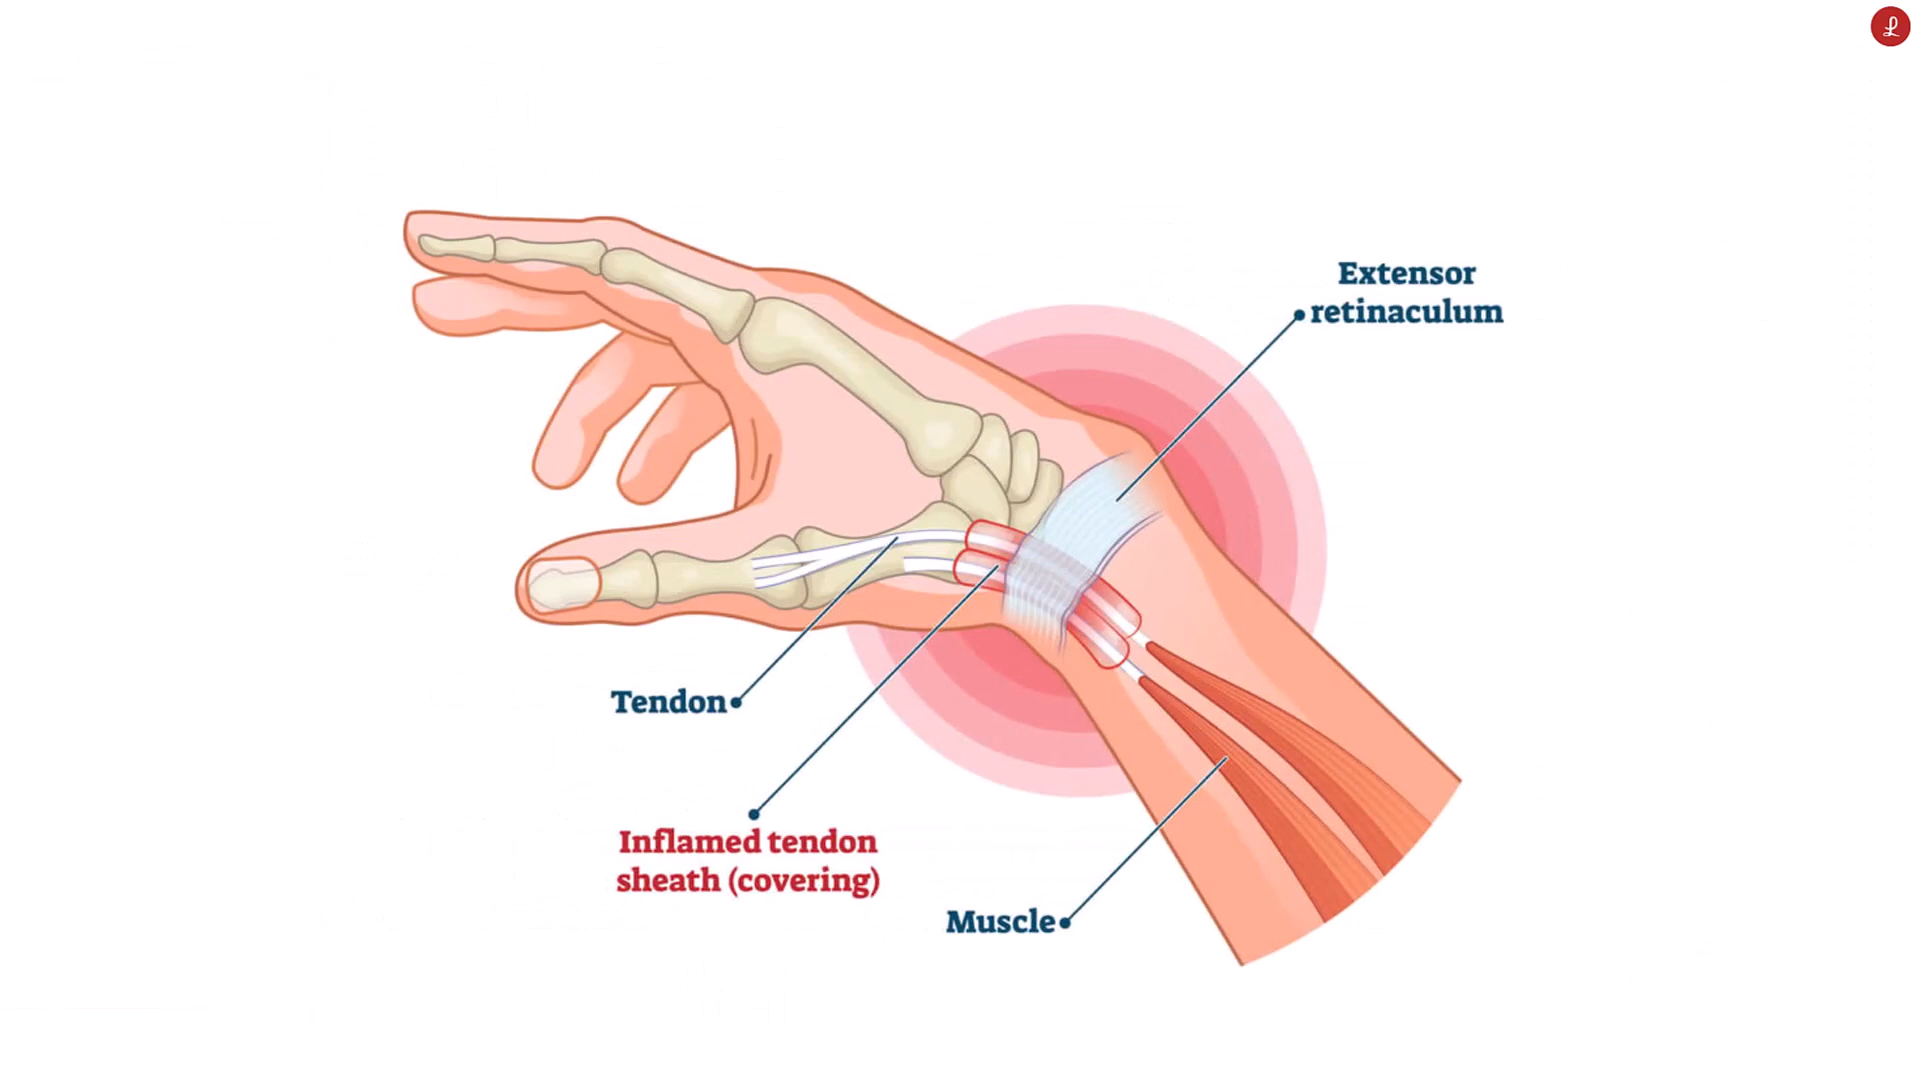 Extensor
retinaculum
Tendon
Inflamed tendon
sheath (covering)
Muscle